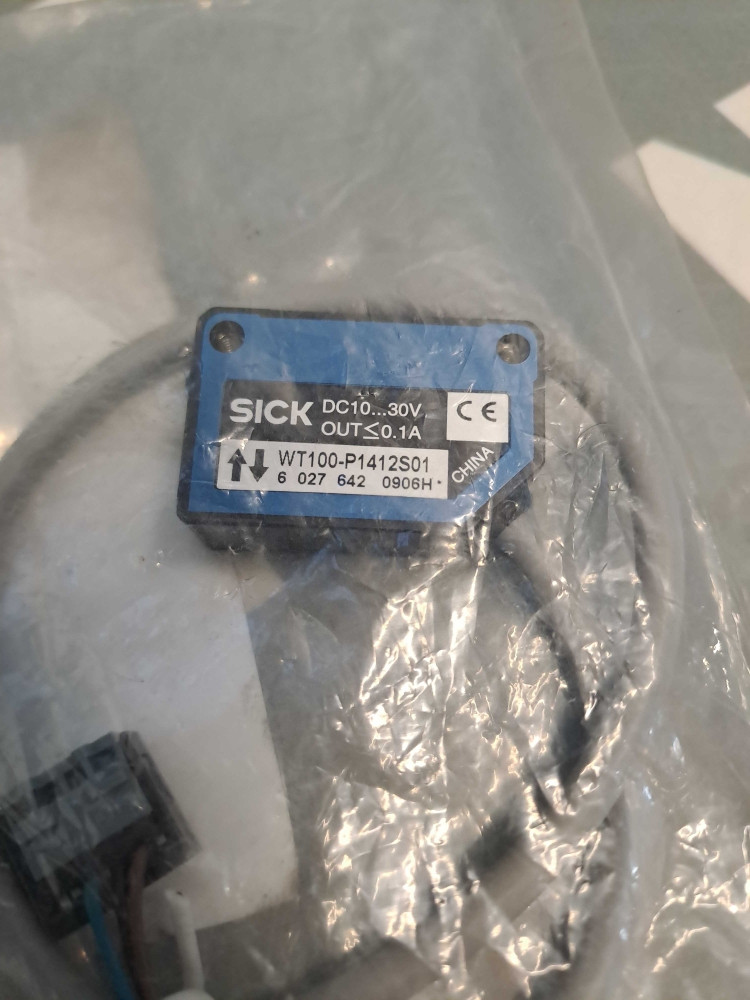 SICK
DC10...30V
OUT≤0.1A
CE
WT100-P1412S01
6 027 642 0906H*
CHINA